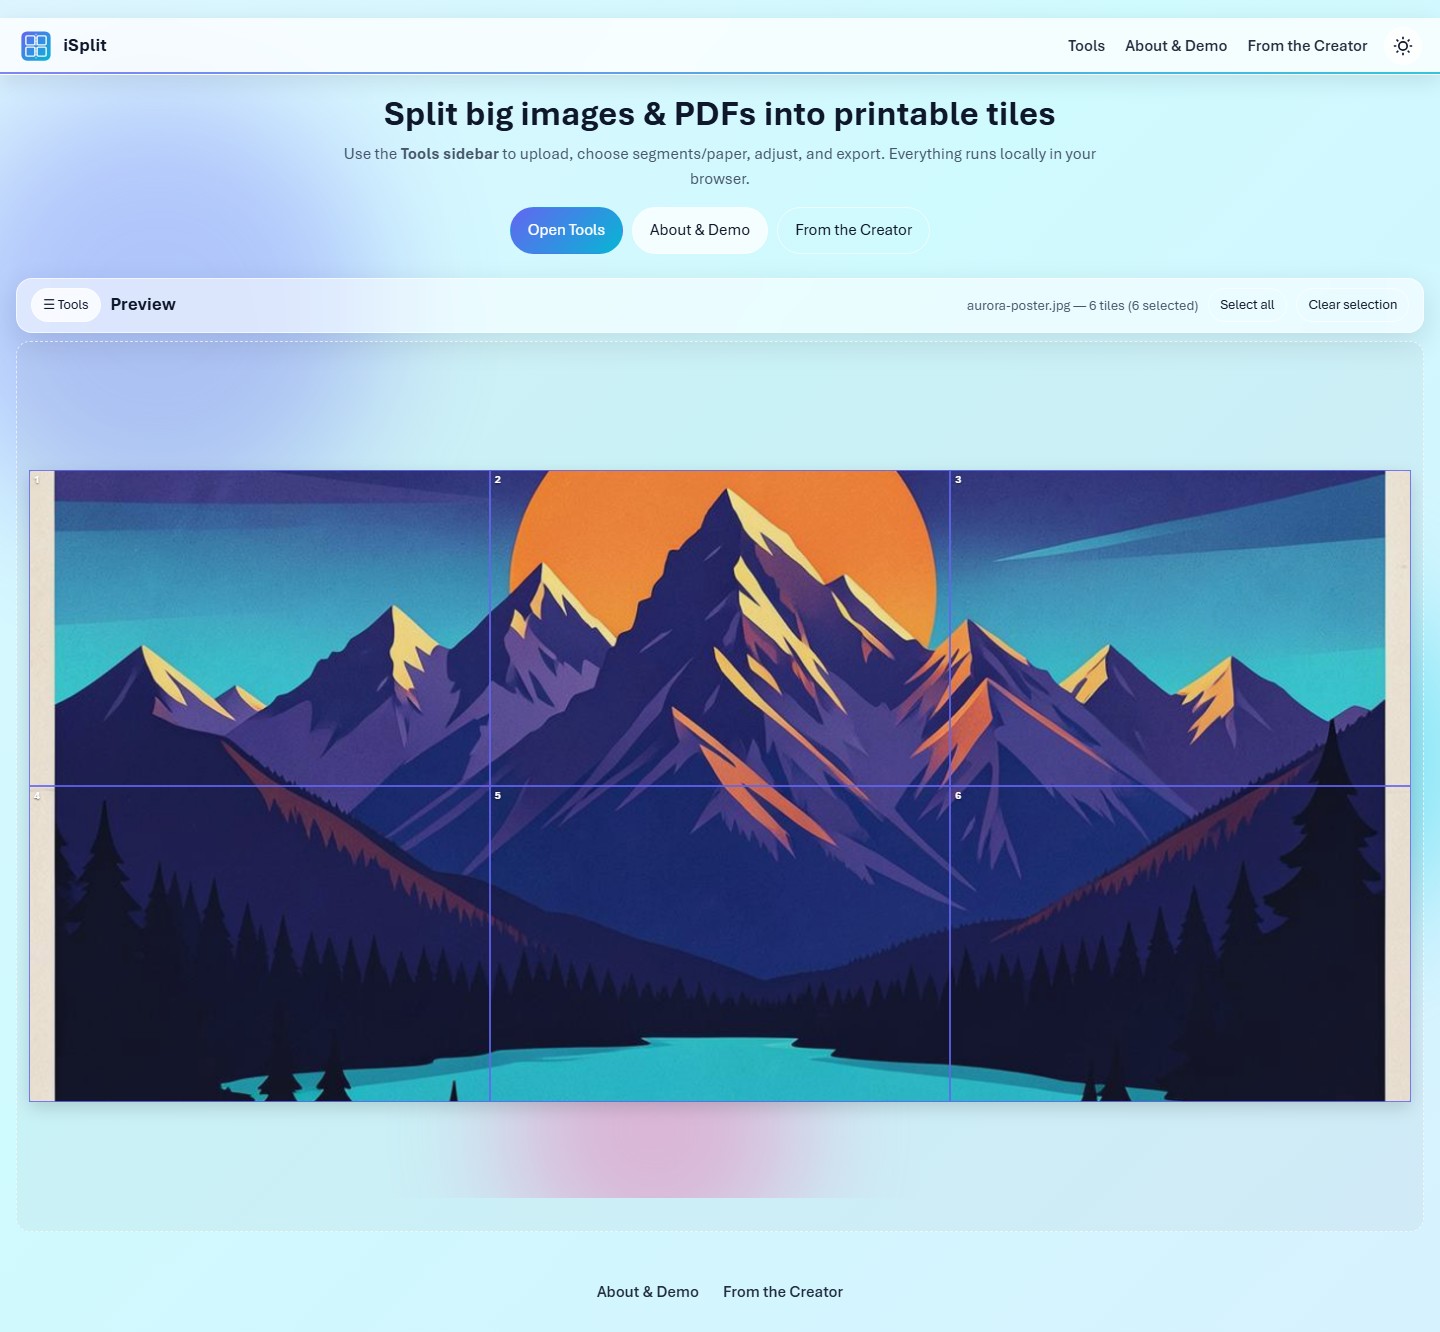 iSplit
Tools About & Demo From the Creator
Split big images & PDFs into printable tiles
Use the Tools sidebar to upload, choose segments/paper, adjust, and export. Everything runs locally in your
browser.
Open Tools About & Demo From the Creator
☰ Tools Preview aurora-poster.jpg — 6 tiles (6 selected) Select all Clear selection
1 2 3
4 5 6
About & Demo From the Creator